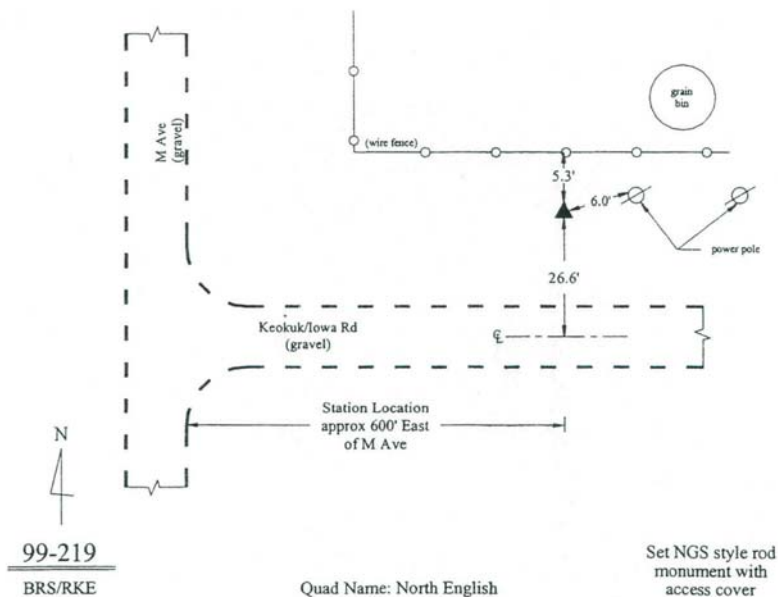 M Ave
(gravel)
grain
bin
(wire fence)
5.3'
6.0'
power pole
26.6'
Keokuk/Iowa Rd
(gravel)
℄
Station Location
approx 600' East
of M Ave
N
99-219
BRS/RKE
Quad Name: North English
Set NGS style rod
monument with
access cover